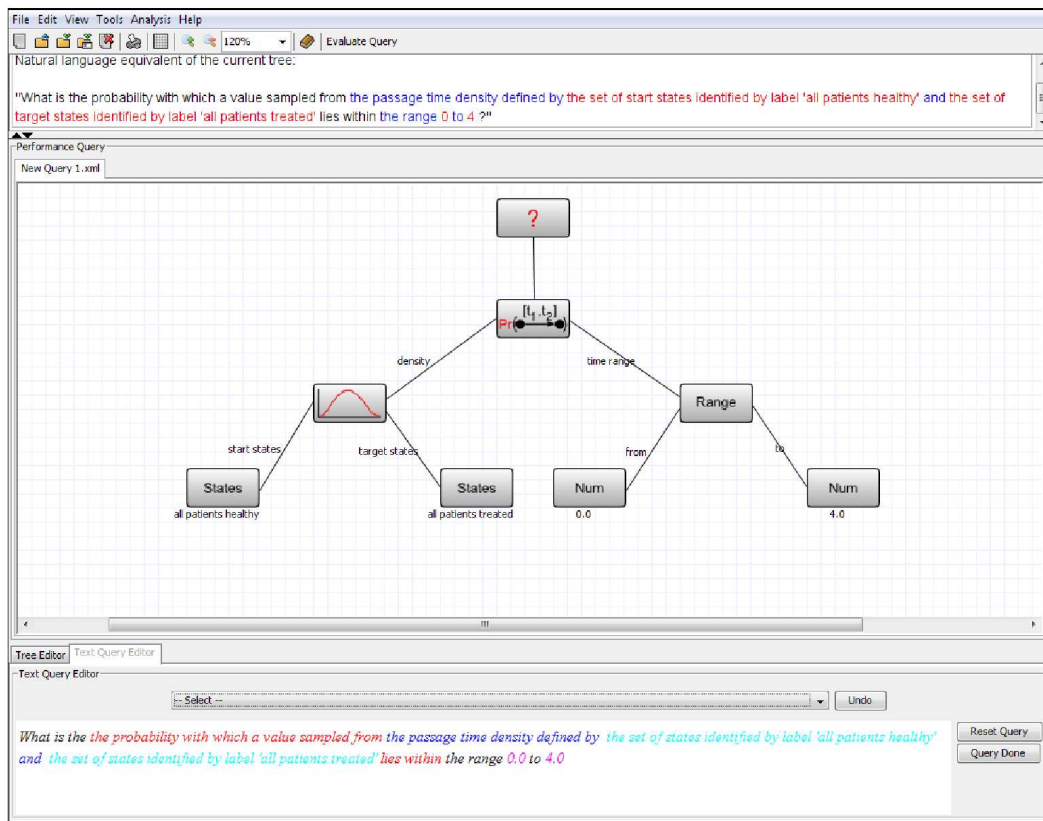 File Edit View Tools Analysis Help
120% Evaluate Query
Natural language equivalent of the current tree:
"What is the probability with which a value sampled from the passage time density defined by the set of start states identified by label 'all patients healthy' and the set of
target states identified by label 'all patients treated' lies within the range 0 to 4 ?"
Performance Query
New Query 1.xml
?
[t1,t2]
Pr( )
density
time range
Range
start states
target states
from
to
States
States
Num
Num
all patients healthy
all patients treated
0.0
4.0
Tree Editor Text Query Editor
Text Query Editor
-- Select -- Undo
What is the the probability with which a value sampled from the passage time density defined by the set of states identified by label 'all patients healthy'
and the set of states identified by label 'all patients treated' lies within the range 0.0 to 4.0
Reset Query
Query Done